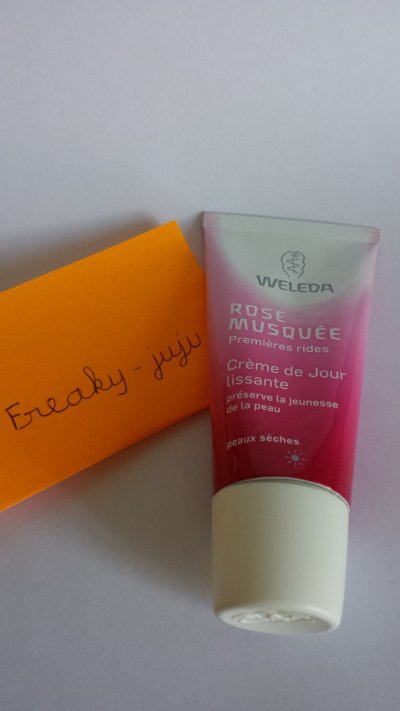 Freaky-juju
WELEDA
ROSE
MUSQUÉE
Premières rides
Crème de Jour
lissante
préserve la jeunesse
de la peau
peaux sèches